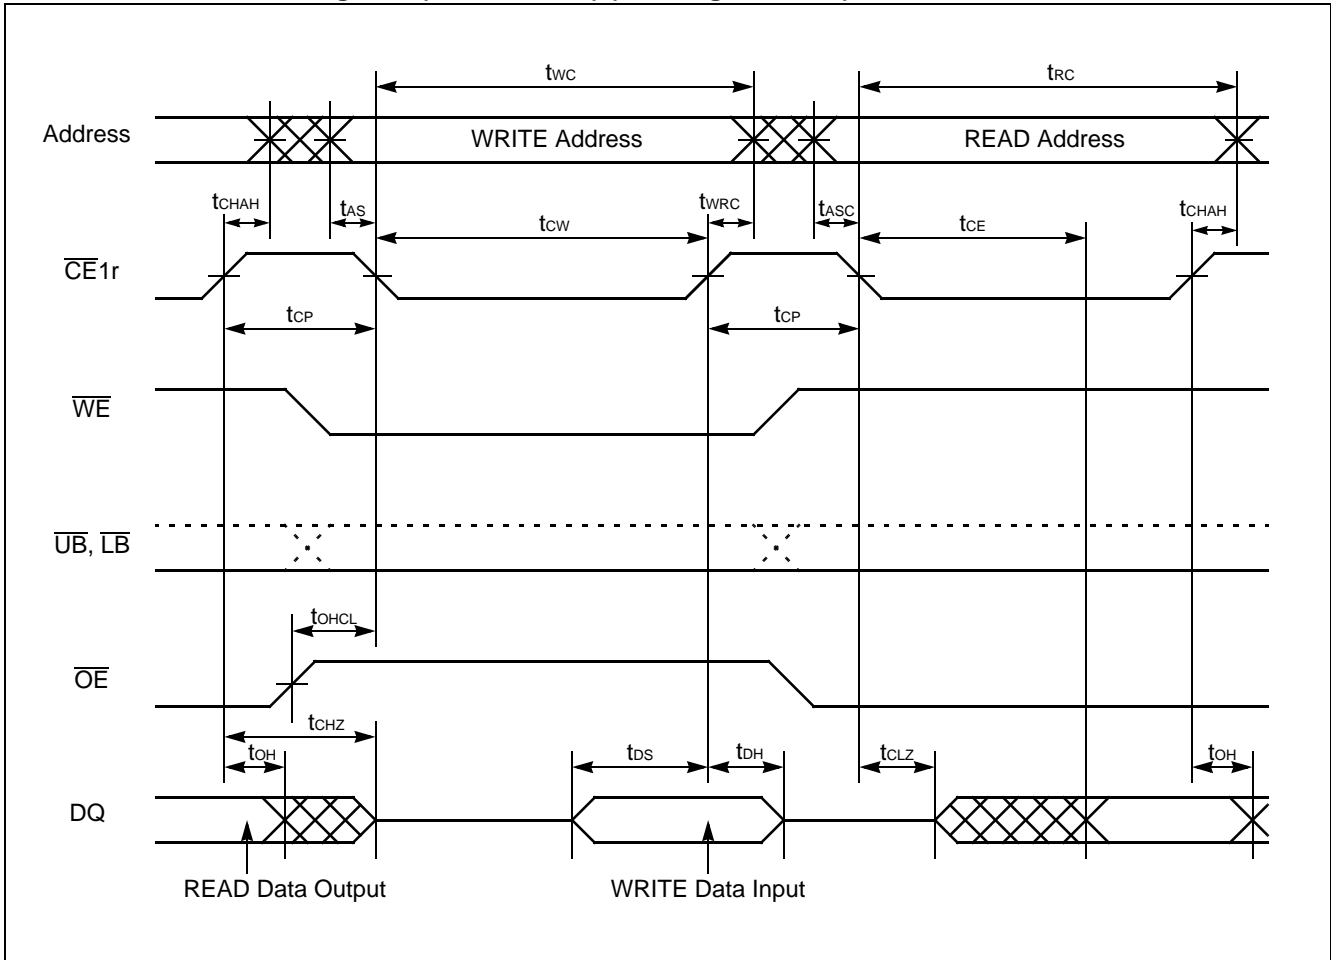 tWC
tRC
Address
WRITE Address
READ Address
tCHAH
tAS
tWRC
tASC
tCHAH
tCW
tCE
CE1r
tCP
tCP
WE
UB, LB
tOHCL
OE
tCHZ
tOH
tDS
tDH
tCLZ
tOH
DQ
READ Data Output
WRITE Data Input